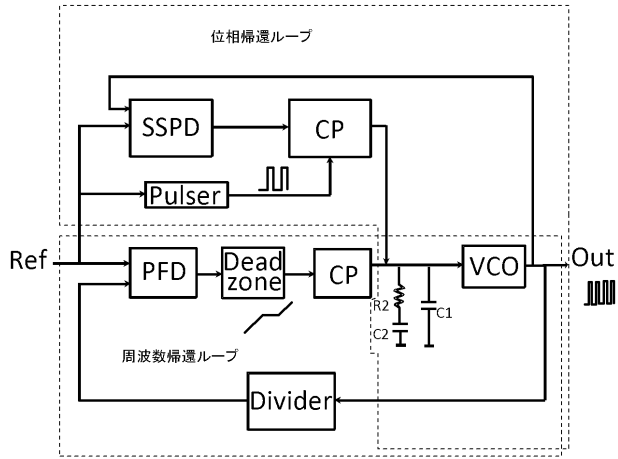 位相帰還ループ
SSPD
CP
Pulser
Ref
PFD
Dead
zone
CP
VCO
Out
R2
C1
C2
周波数帰還ループ
Divider